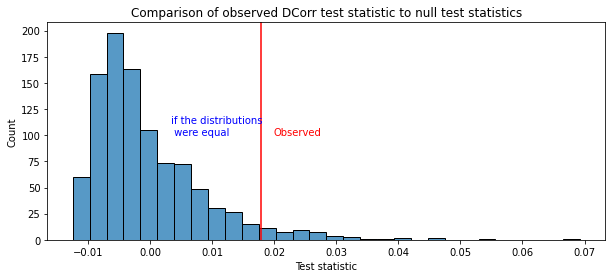 Comparison of observed DCorr test statistic to null test statistics
200
175
150
125
100
75
50
25
0
Count
if the distributions
were equal
Observed
−0.01 0.00 0.01 0.02 0.03 0.04 0.05 0.06 0.07
Test statistic